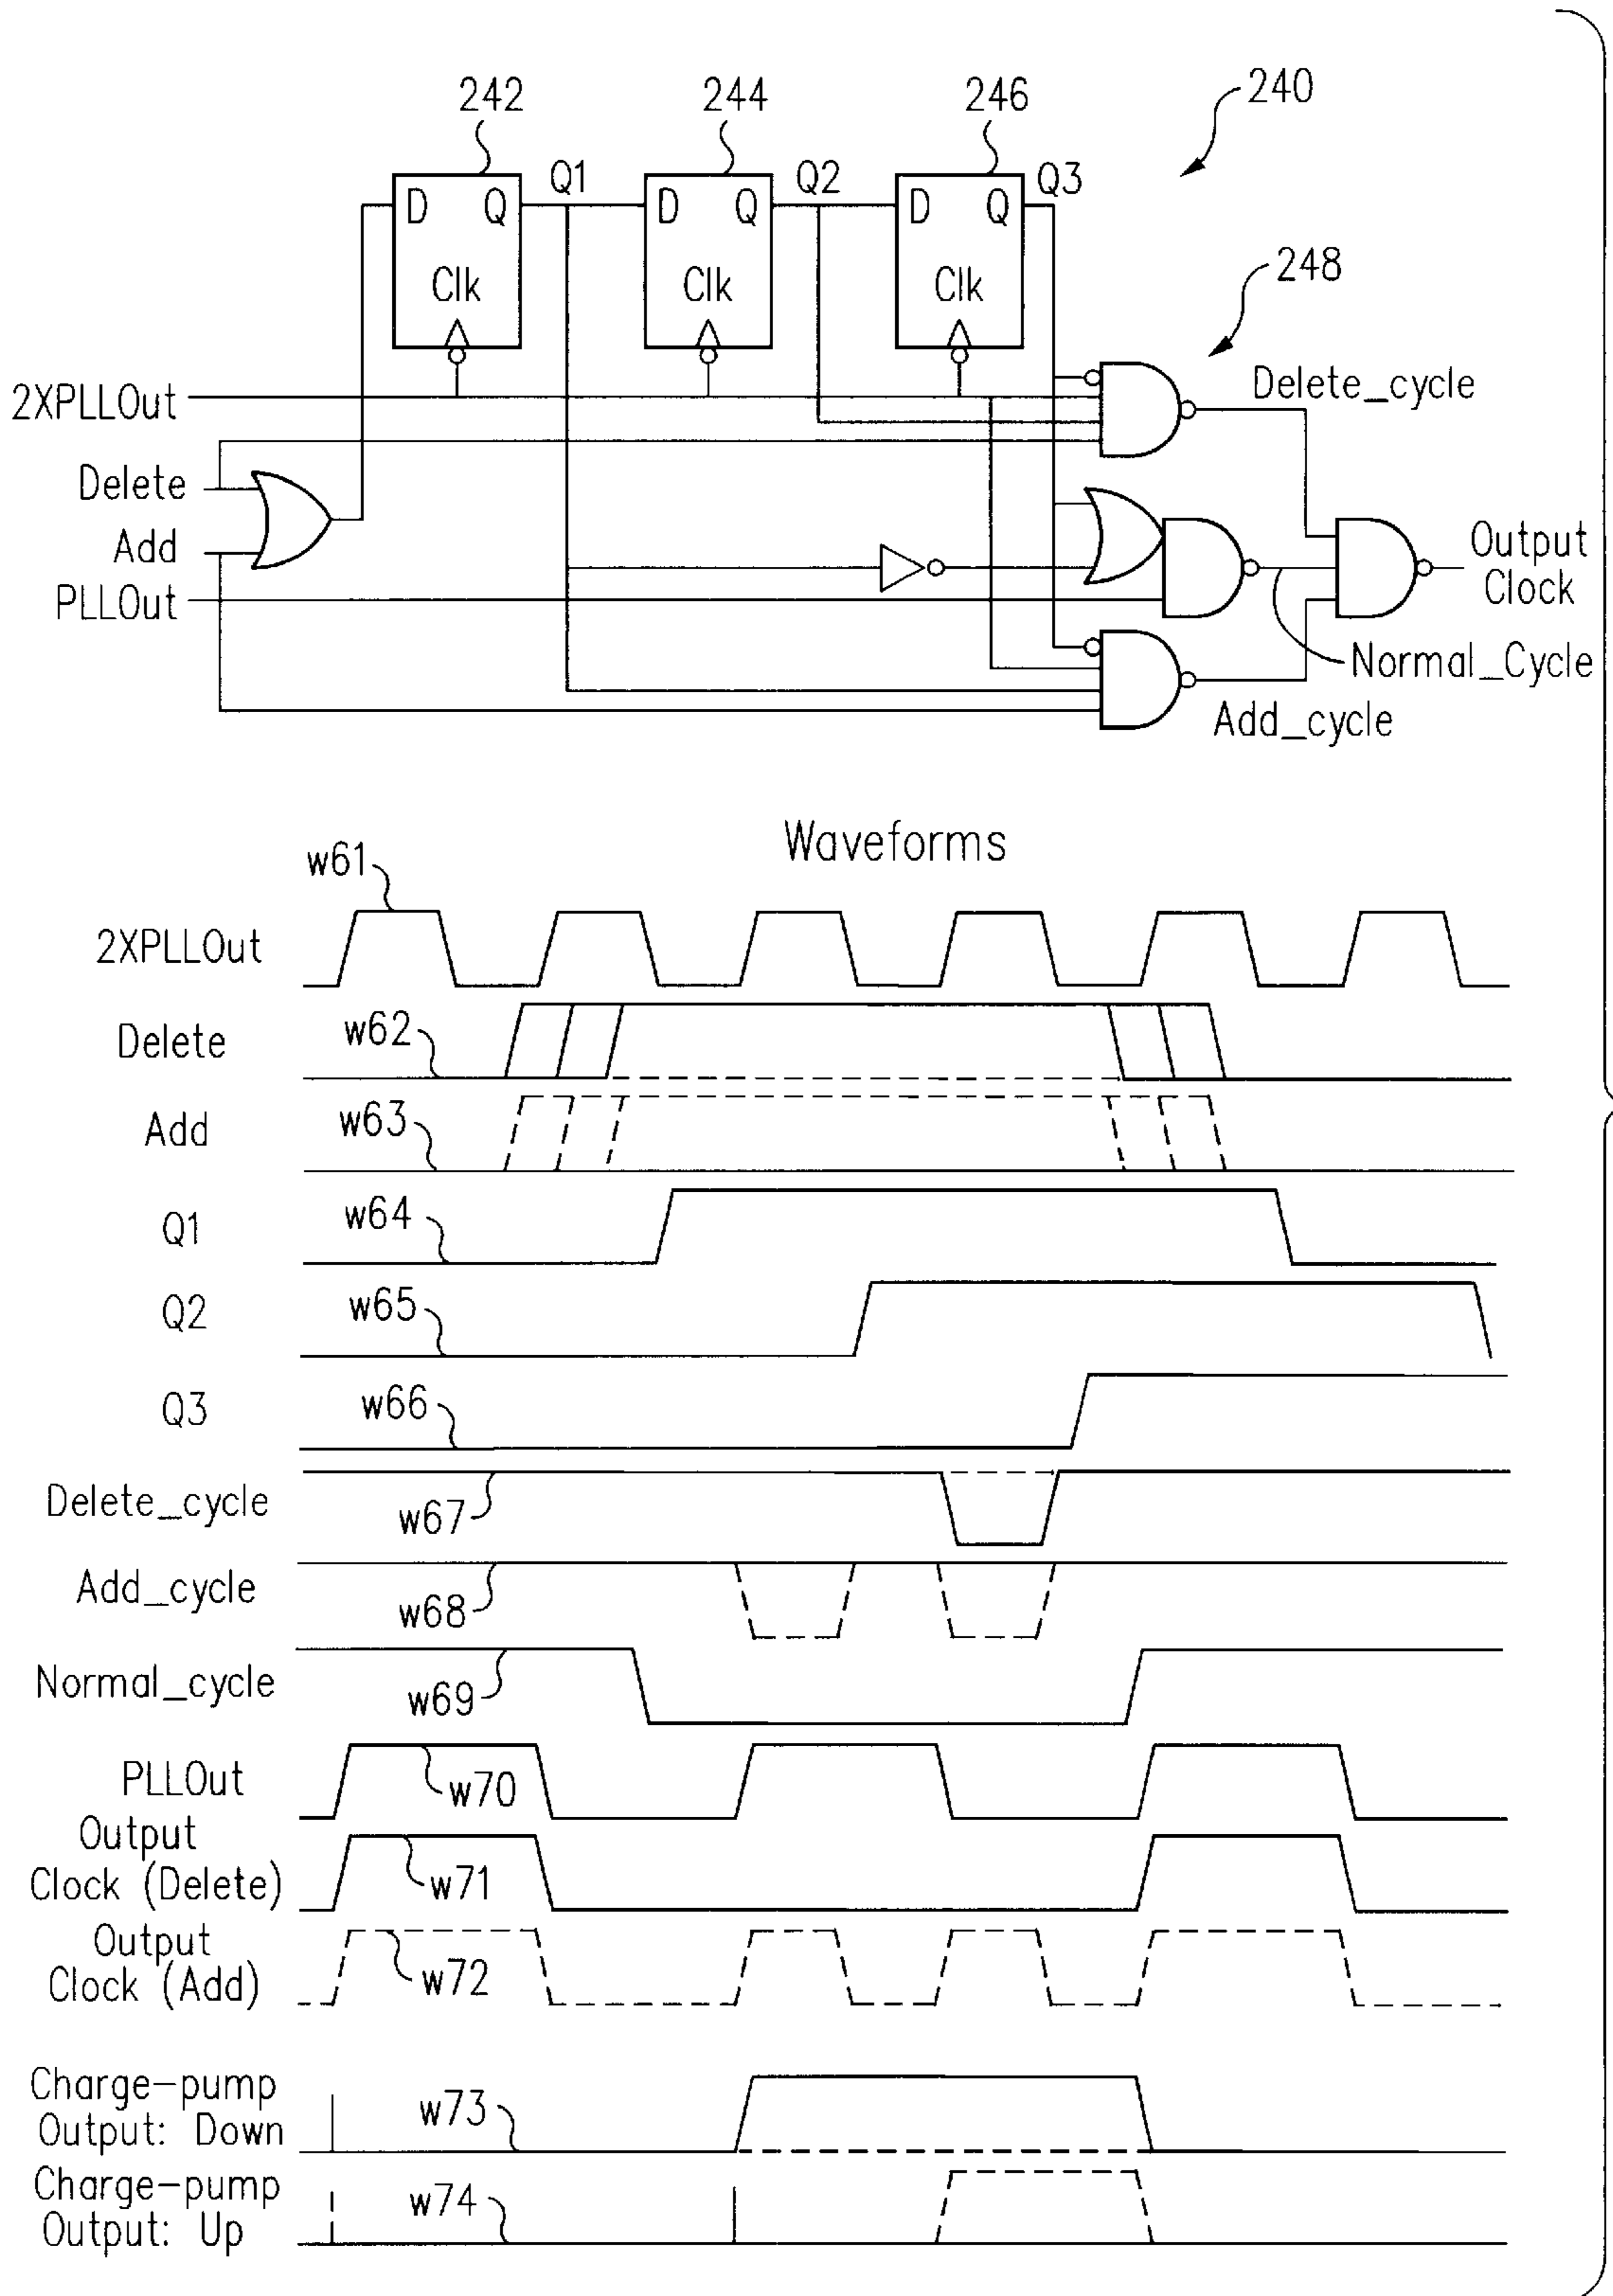 242
244
246
240
D Q
Q1
D Q
Q2
D Q
Q3
Clk
Clk
Clk
248
2XPLLOut
Delete_cycle
Delete
Add
PLLOut
Output
Clock
Normal_Cycle
Add_cycle
Waveforms
w61
2XPLLOut
Delete
w62
Add
w63
Q1
w64
Q2
w65
Q3
w66
Delete_cycle
w67
Add_cycle
w68
Normal_cycle
w69
PLLOut
w70
Output
Clock (Delete)
w71
Output
Clock (Add)
w72
Charge-pump
Output: Down
w73
Charge-pump
Output: Up
w74